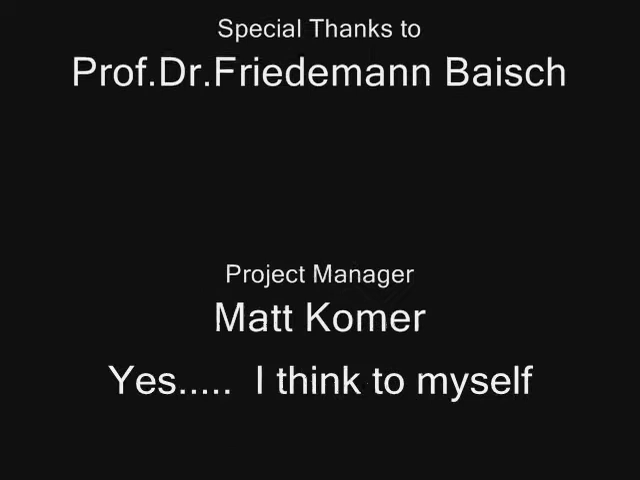 Special Thanks to
Prof.Dr.Friedemann Baisch
Project Manager
Matt Komer
Yes..... I think to myself